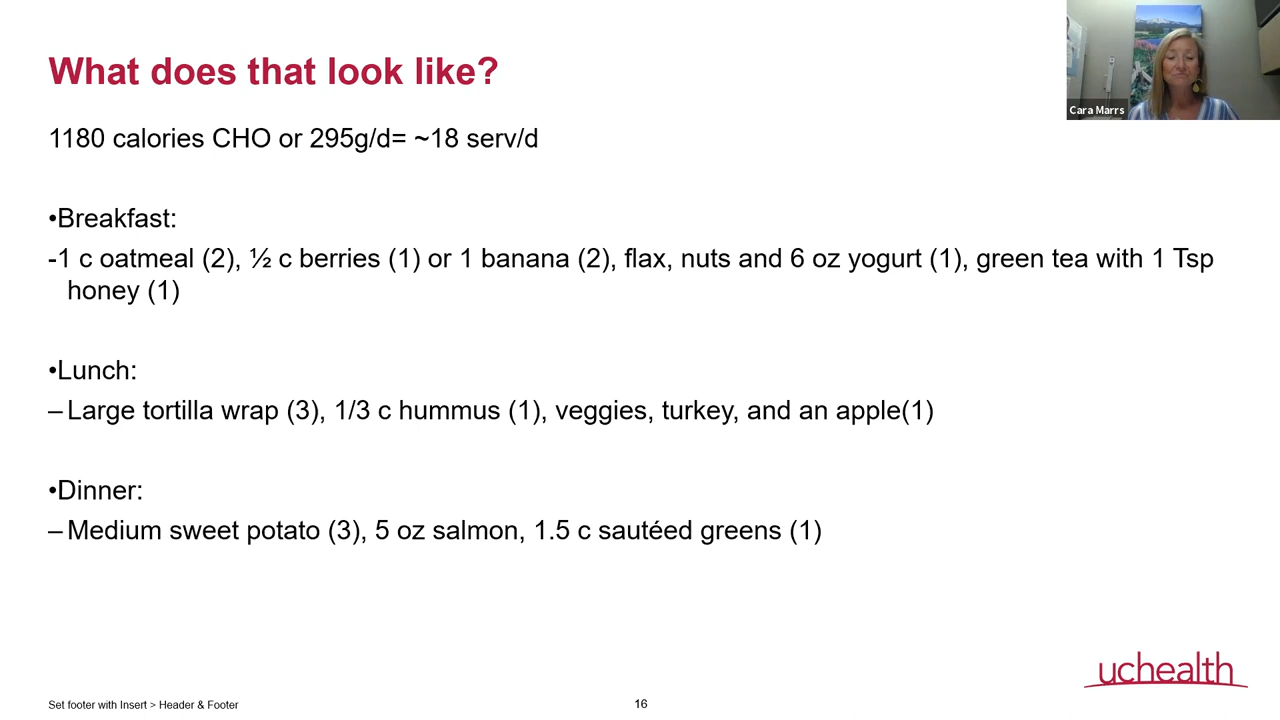 What does that look like?
Cara Marrs
1180 calories CHO or 295g/d= ~18 serv/d
•Breakfast:
-1 c oatmeal (2), ½ c berries (1) or 1 banana (2), flax, nuts and 6 oz yogurt (1), green tea with 1 Tsp
honey (1)
•Lunch:
– Large tortilla wrap (3), 1/3 c hummus (1), veggies, turkey, and an apple(1)
•Dinner:
– Medium sweet potato (3), 5 oz salmon, 1.5 c sautéed greens (1)
uchealth
Set footer with Insert > Header & Footer
16